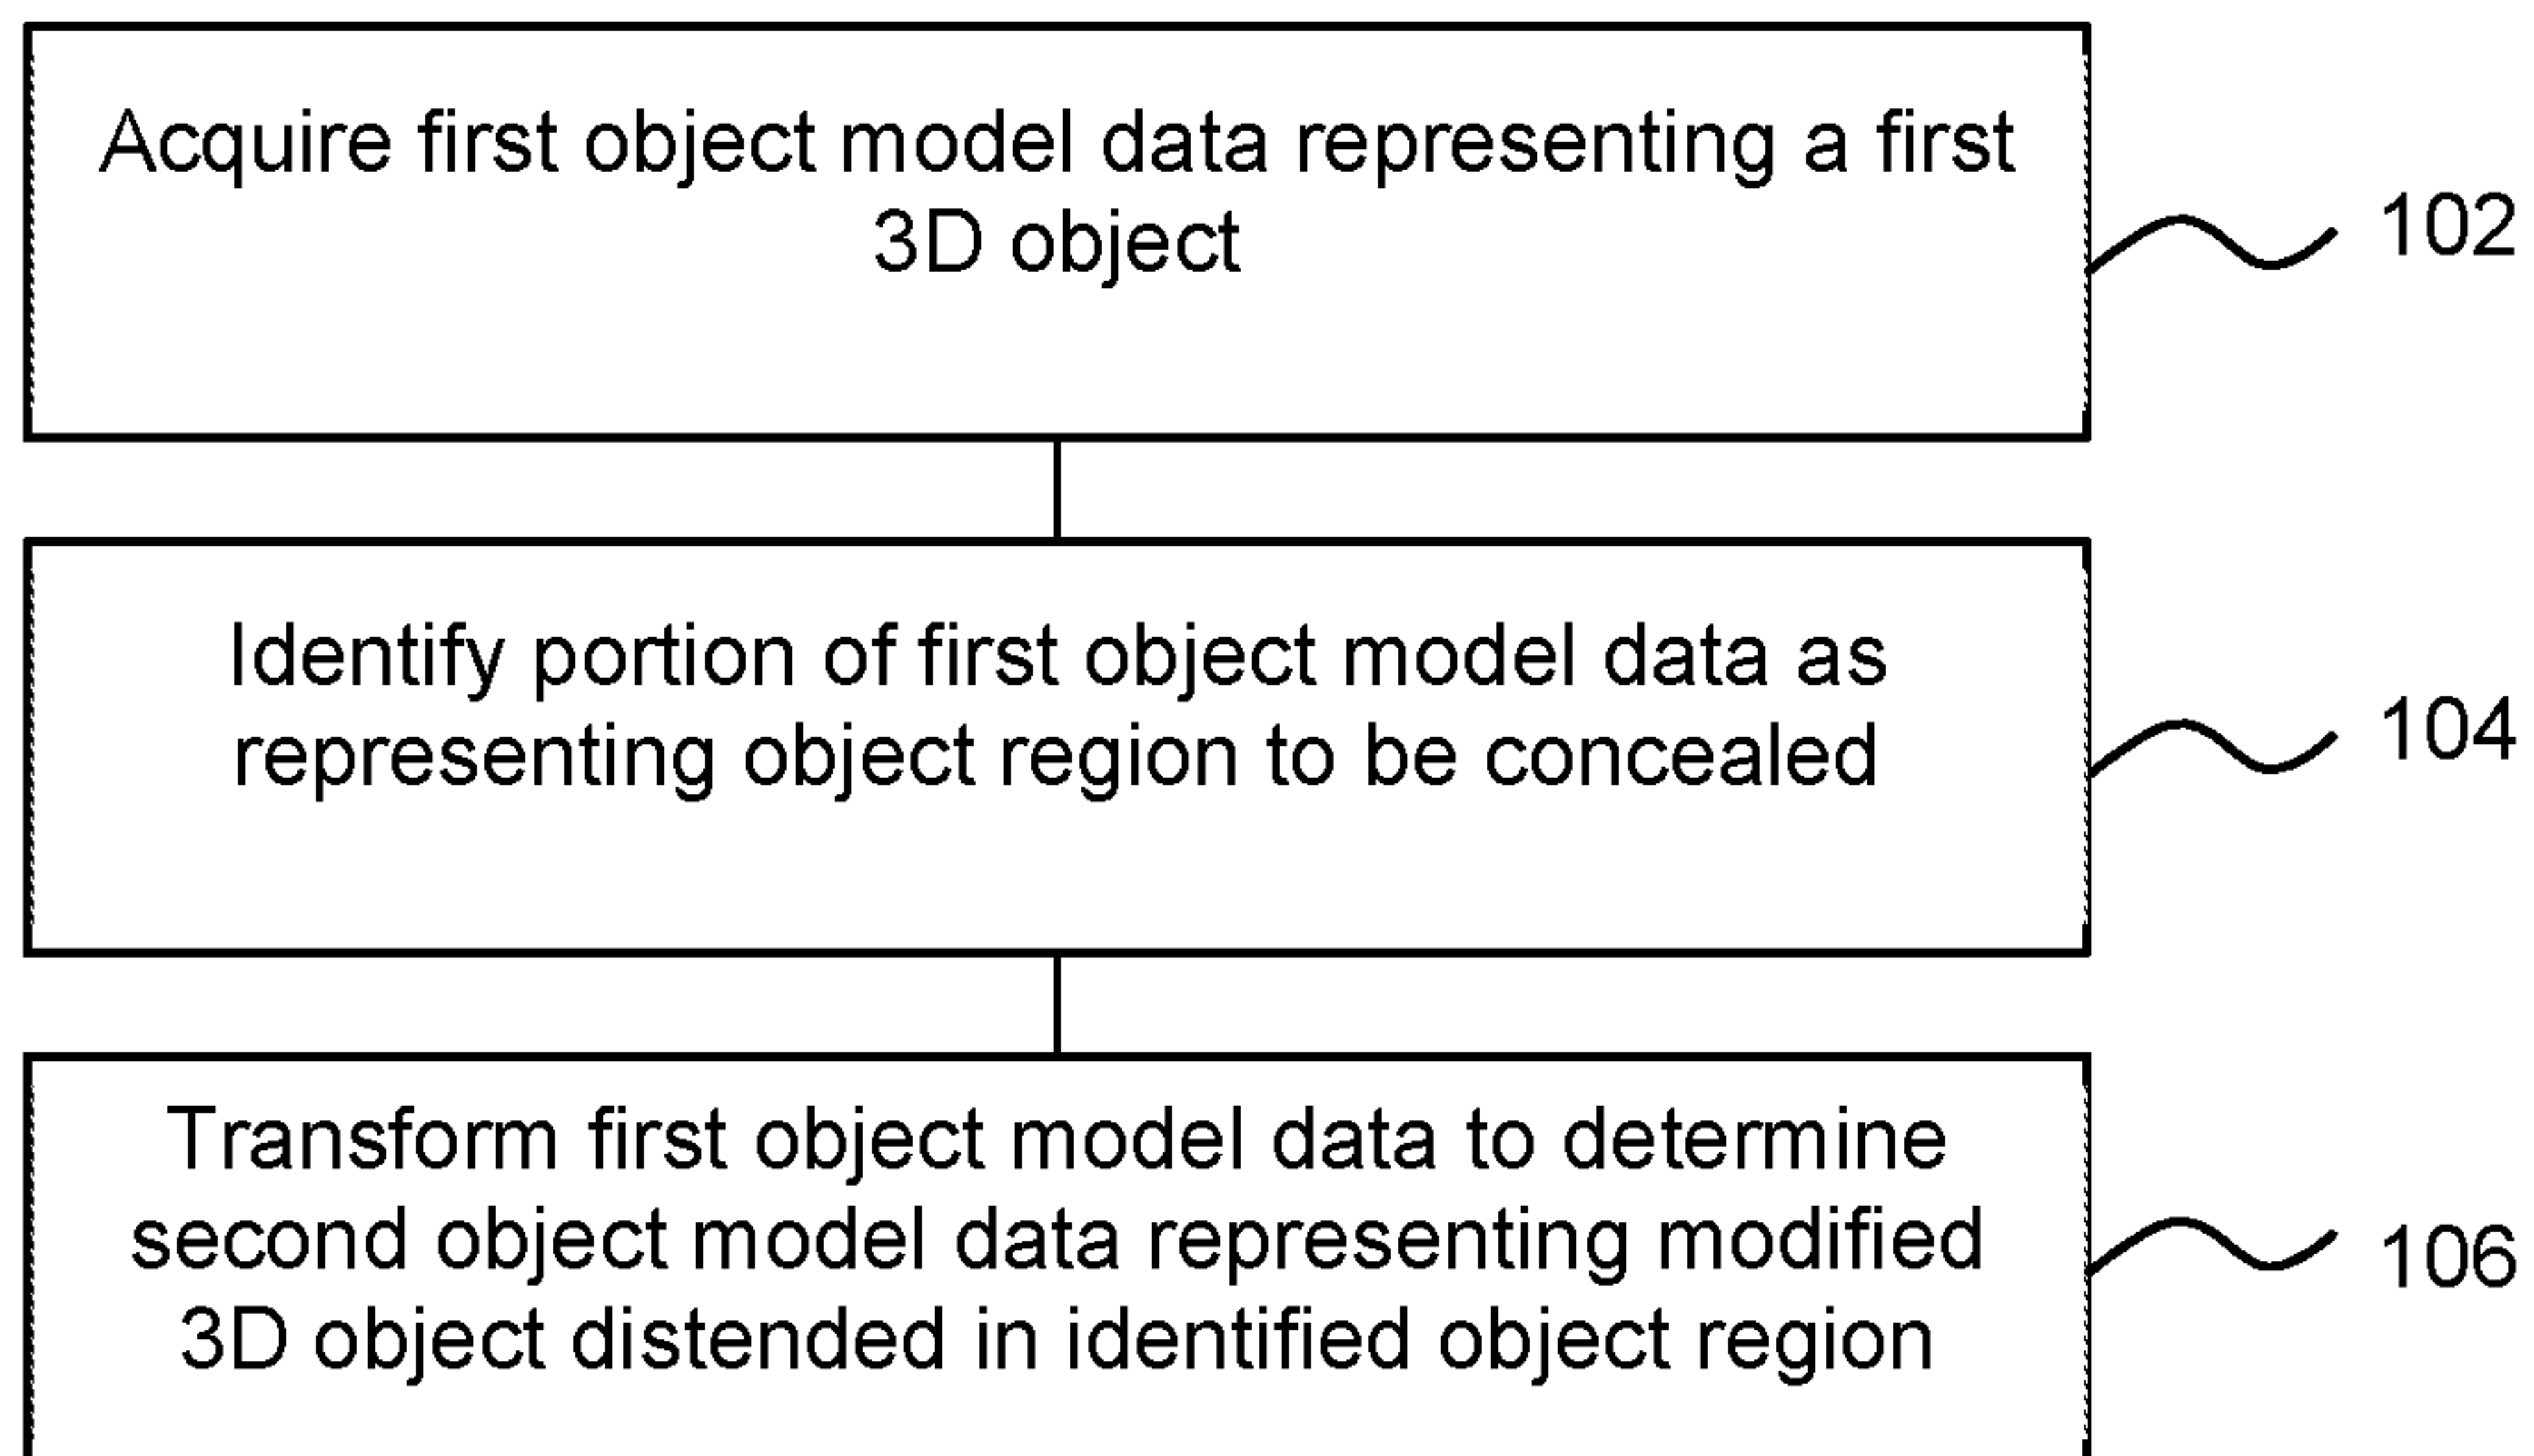 Acquire first object model data representing a first
3D object
102
Identify portion of first object model data as
representing object region to be concealed
104
Transform first object model data to determine
second object model data representing modified
3D object distended in identified object region
106